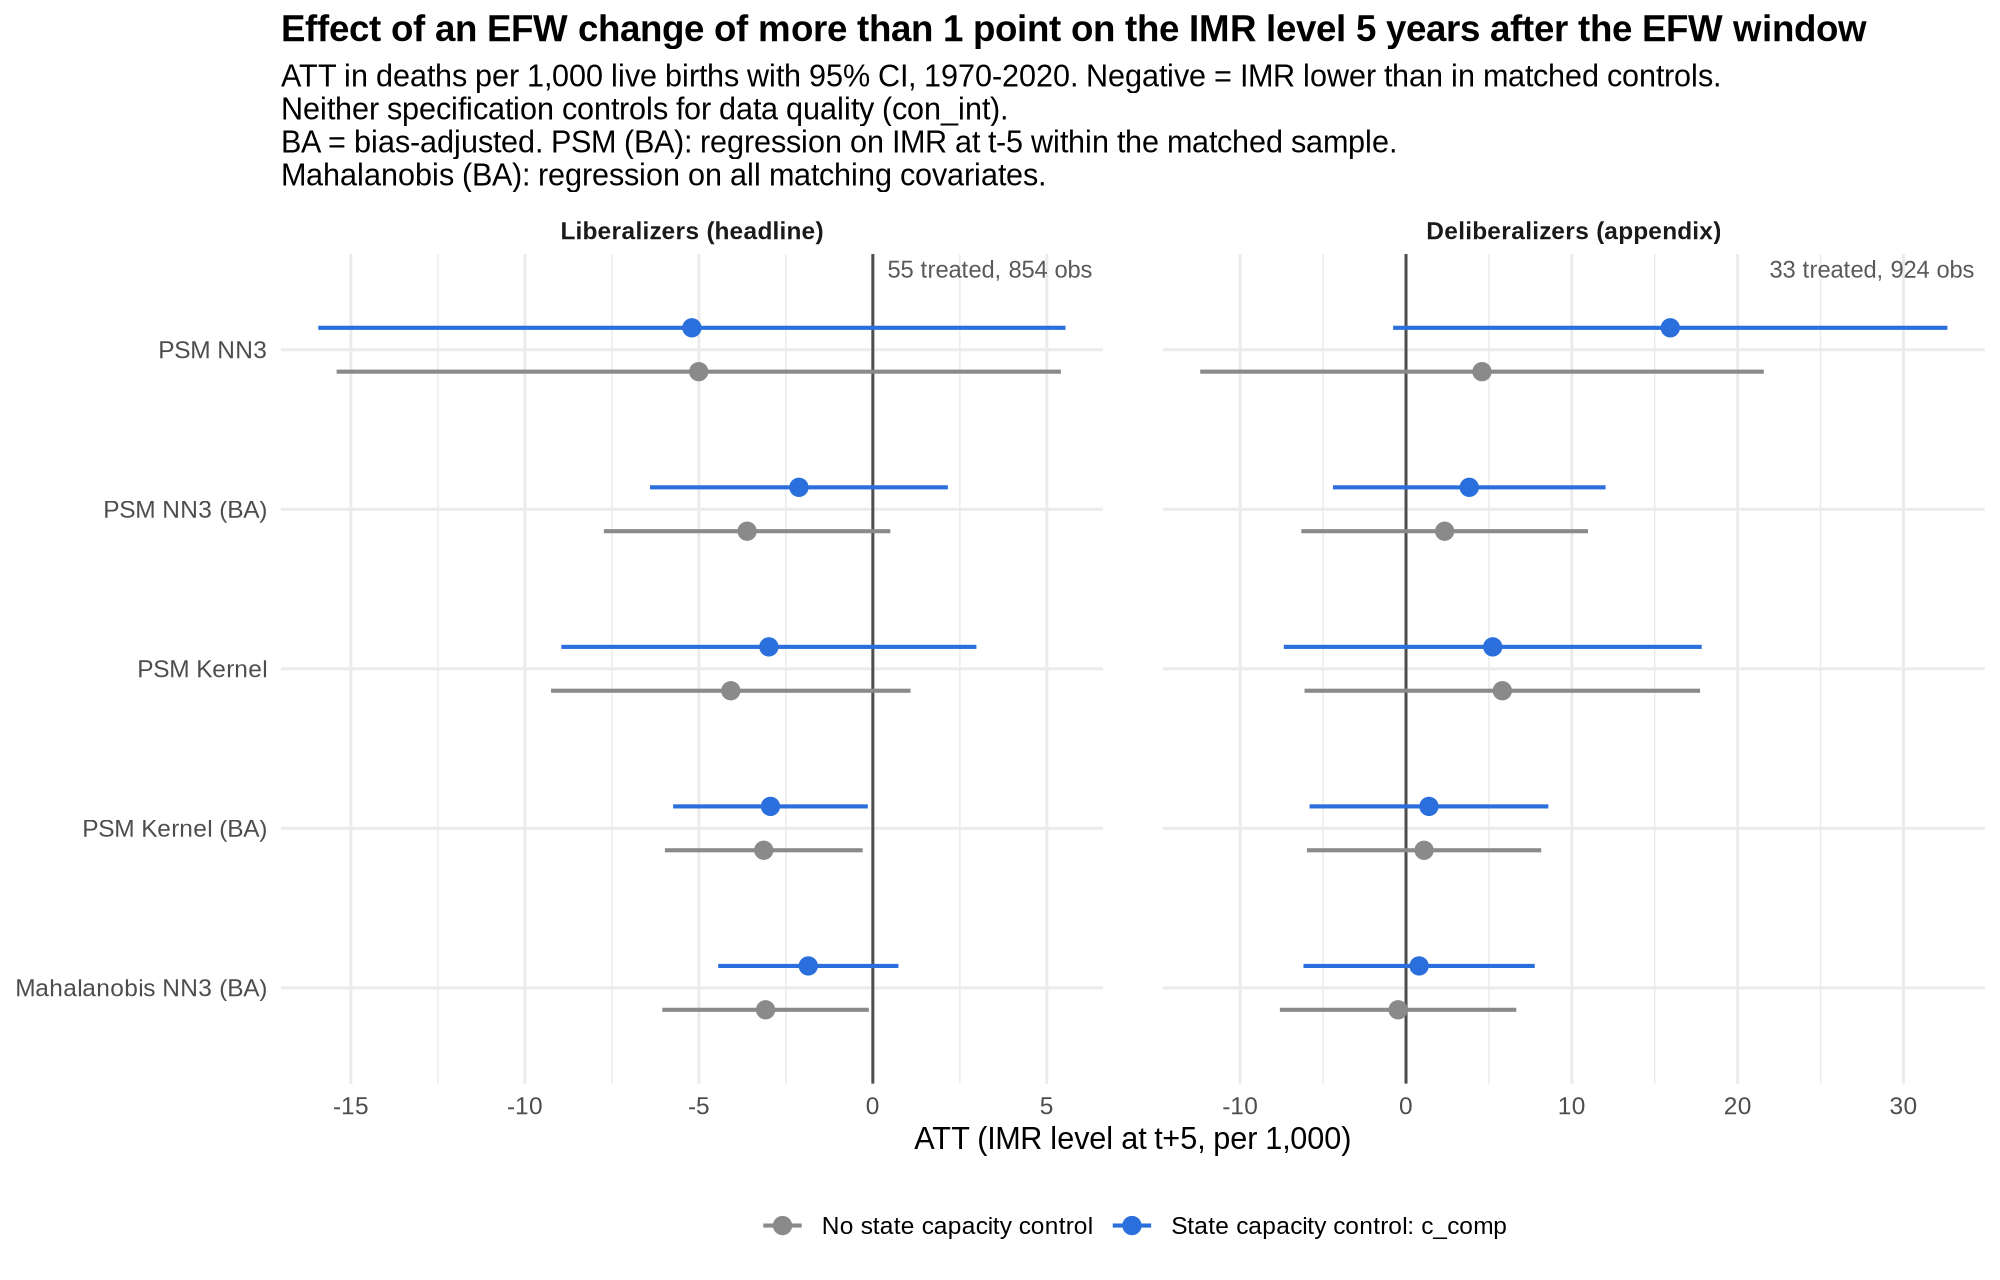 Effect of an EFW change of more than 1 point on the IMR level 5 years after the EFW window
ATT in deaths per 1,000 live births with 95% CI, 1970-2020. Negative = IMR lower than in matched controls.
Neither specification controls for data quality (con_int).
BA = bias-adjusted. PSM (BA): regression on IMR at t-5 within the matched sample.
Mahalanobis (BA): regression on all matching covariates.
Liberalizers (headline)
Deliberalizers (appendix)
55 treated, 854 obs
33 treated, 924 obs
PSM NN3
PSM NN3 (BA)
PSM Kernel
PSM Kernel (BA)
Mahalanobis NN3 (BA)
-15 -10 -5 0 5
-10 0 10 20 30
ATT (IMR level at t+5, per 1,000)
No state capacity control
State capacity control: c_comp